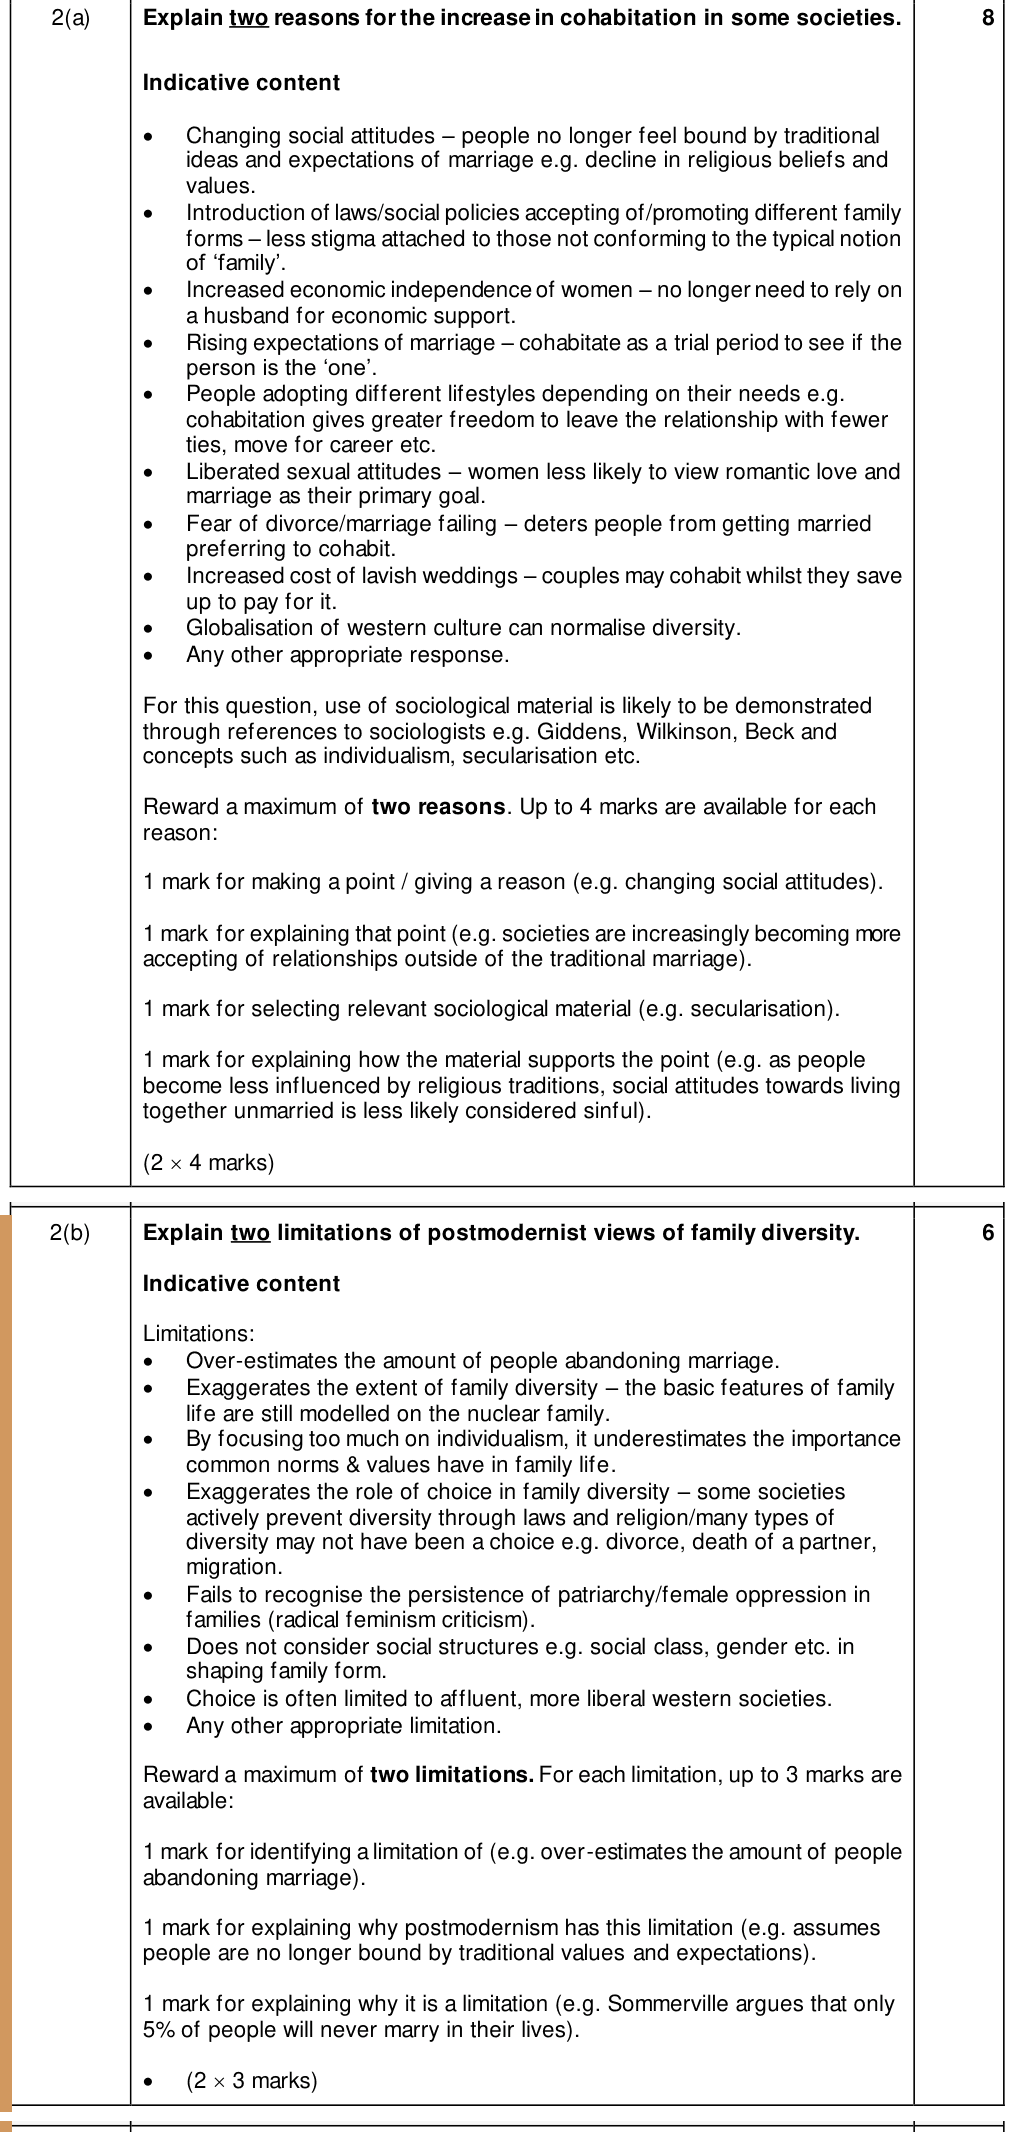 2(a)
Explain two reasons for the increase in cohabitation in some societies.
8
Indicative content
• Changing social attitudes – people no longer feel bound by traditional
ideas and expectations of marriage e.g. decline in religious beliefs and
values.
• Introduction of laws/social policies accepting of/promoting different family
forms – less stigma attached to those not conforming to the typical notion
of ‘family’.
• Increased economic independence of women – no longer need to rely on
a husband for economic support.
• Rising expectations of marriage – cohabitate as a trial period to see if the
person is the ‘one’.
• People adopting different lifestyles depending on their needs e.g.
cohabitation gives greater freedom to leave the relationship with fewer
ties, move for career etc.
• Liberated sexual attitudes – women less likely to view romantic love and
marriage as their primary goal.
• Fear of divorce/marriage failing – deters people from getting married
preferring to cohabit.
• Increased cost of lavish weddings – couples may cohabit whilst they save
up to pay for it.
• Globalisation of western culture can normalise diversity.
• Any other appropriate response.
For this question, use of sociological material is likely to be demonstrated
through references to sociologists e.g. Giddens, Wilkinson, Beck and
concepts such as individualism, secularisation etc.
Reward a maximum of two reasons. Up to 4 marks are available for each
reason:
1 mark for making a point / giving a reason (e.g. changing social attitudes).
1 mark for explaining that point (e.g. societies are increasingly becoming more
accepting of relationships outside of the traditional marriage).
1 mark for selecting relevant sociological material (e.g. secularisation).
1 mark for explaining how the material supports the point (e.g. as people
become less influenced by religious traditions, social attitudes towards living
together unmarried is less likely considered sinful).
(2 × 4 marks)
2(b)
Explain two limitations of postmodernist views of family diversity.
6
Indicative content
Limitations:
• Over-estimates the amount of people abandoning marriage.
• Exaggerates the extent of family diversity – the basic features of family
life are still modelled on the nuclear family.
• By focusing too much on individualism, it underestimates the importance
common norms & values have in family life.
• Exaggerates the role of choice in family diversity – some societies
actively prevent diversity through laws and religion/many types of
diversity may not have been a choice e.g. divorce, death of a partner,
migration.
• Fails to recognise the persistence of patriarchy/female oppression in
families (radical feminism criticism).
• Does not consider social structures e.g. social class, gender etc. in
shaping family form.
• Choice is often limited to affluent, more liberal western societies.
• Any other appropriate limitation.
Reward a maximum of two limitations. For each limitation, up to 3 marks are
available:
1 mark for identifying a limitation of (e.g. over-estimates the amount of people
abandoning marriage).
1 mark for explaining why postmodernism has this limitation (e.g. assumes
people are no longer bound by traditional values and expectations).
1 mark for explaining why it is a limitation (e.g. Sommerville argues that only
5% of people will never marry in their lives).
• (2 × 3 marks)